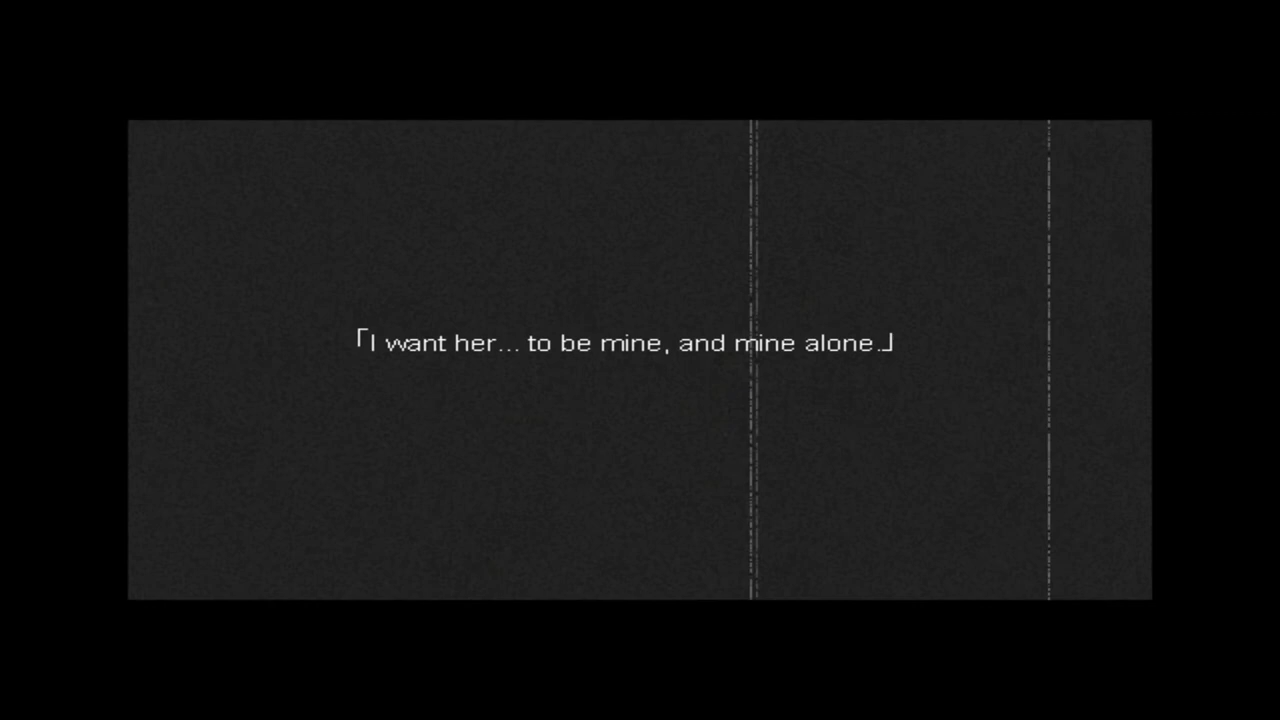 「I want her... to be mine, and mine alone.」